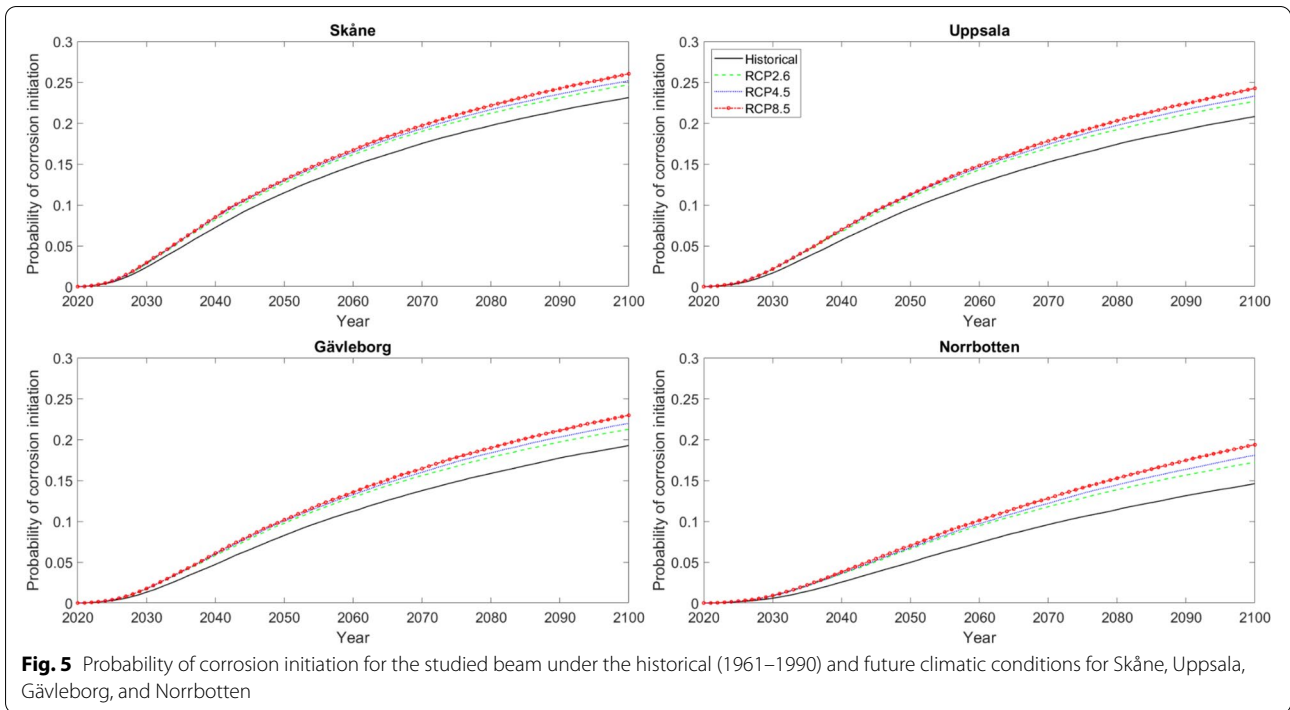 Skåne
Probability of corrosion initiation
0.3
0.25
0.2
0.15
0.1
0.05
0
2020 2030 2040 2050 2060 2070 2080 2090 2100
Year
Uppsala
Probability of corrosion initiation
0.3
0.25
0.2
0.15
0.1
0.05
0
Historical
RCP2.6
RCP4.5
RCP8.5
2020 2030 2040 2050 2060 2070 2080 2090 2100
Year
Gävleborg
Probability of corrosion initiation
0.3
0.25
0.2
0.15
0.1
0.05
0
2020 2030 2040 2050 2060 2070 2080 2090 2100
Year
Norrbotten
Probability of corrosion initiation
0.3
0.25
0.2
0.15
0.1
0.05
0
2020 2030 2040 2050 2060 2070 2080 2090 2100
Year
Fig. 5 Probability of corrosion initiation for the studied beam under the historical (1961–1990) and future climatic conditions for Skåne, Uppsala,
Gävleborg, and Norrbotten